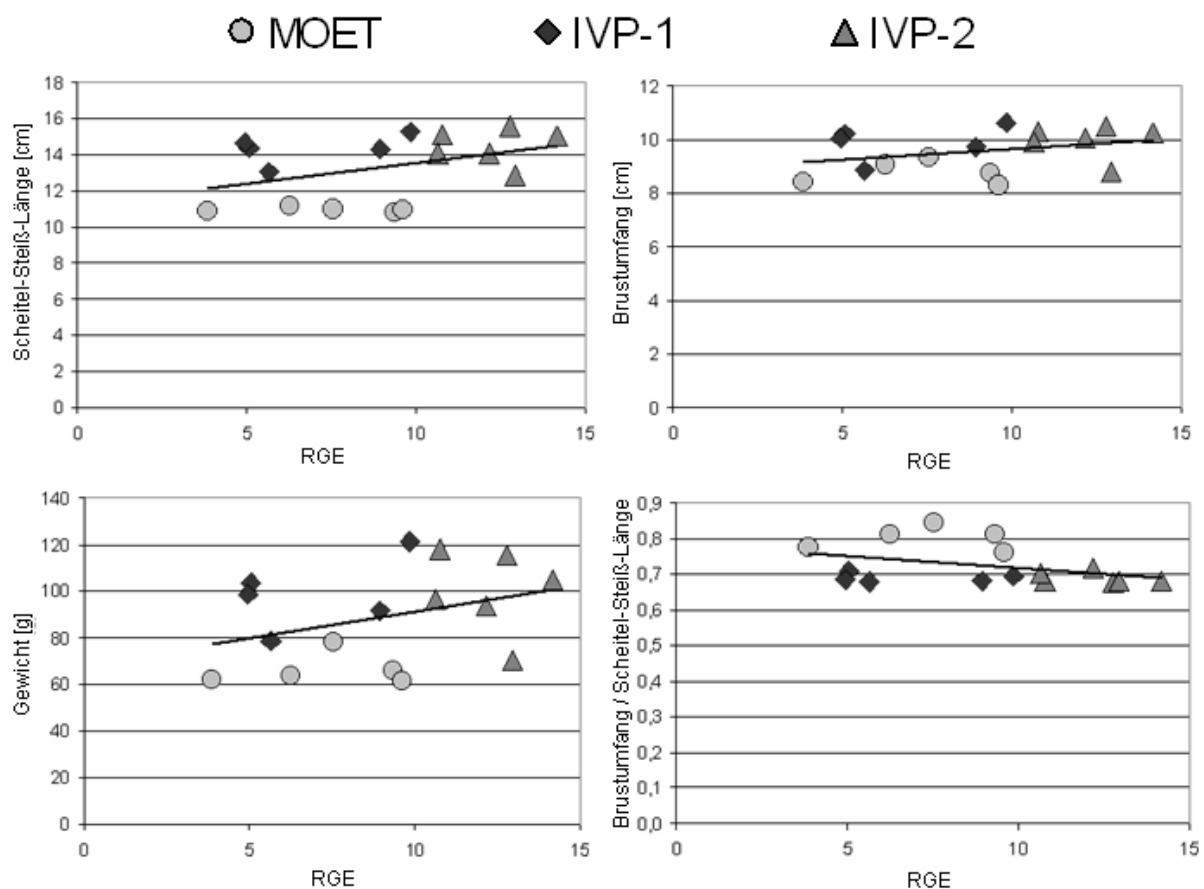 MOET IVP-1 IVP-2
Scheitel-Steiß-Länge [cm]
18
16
14
12
10
8
6
4
2
0
0 5 10 15
RGE
Brustumfang [cm]
12
10
8
6
4
2
0
0 5 10 15
RGE
Gewicht [g]
140
120
100
80
60
40
20
0
0 5 10 15
RGE
Brustumfang / Scheitel-Steiß-Länge
0,9
0,8
0,7
0,6
0,5
0,4
0,3
0,2
0,1
0,0
0 5 10 15
RGE